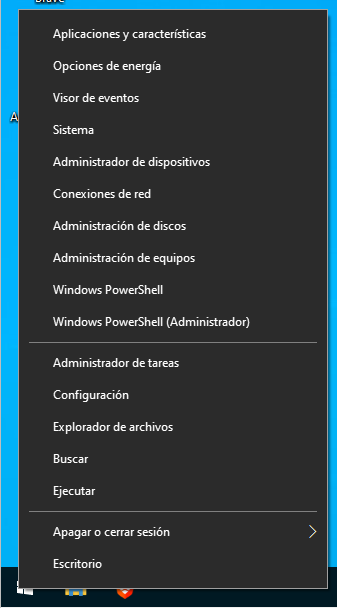 Brave
Aplicaciones y características
Opciones de energía
Visor de eventos
Sistema
Administrador de dispositivos
Conexiones de red
Administración de discos
Administración de equipos
Windows PowerShell
Windows PowerShell (Administrador)
Administrador de tareas
Configuración
Explorador de archivos
Buscar
Ejecutar
Apagar o cerrar sesión
Escritorio